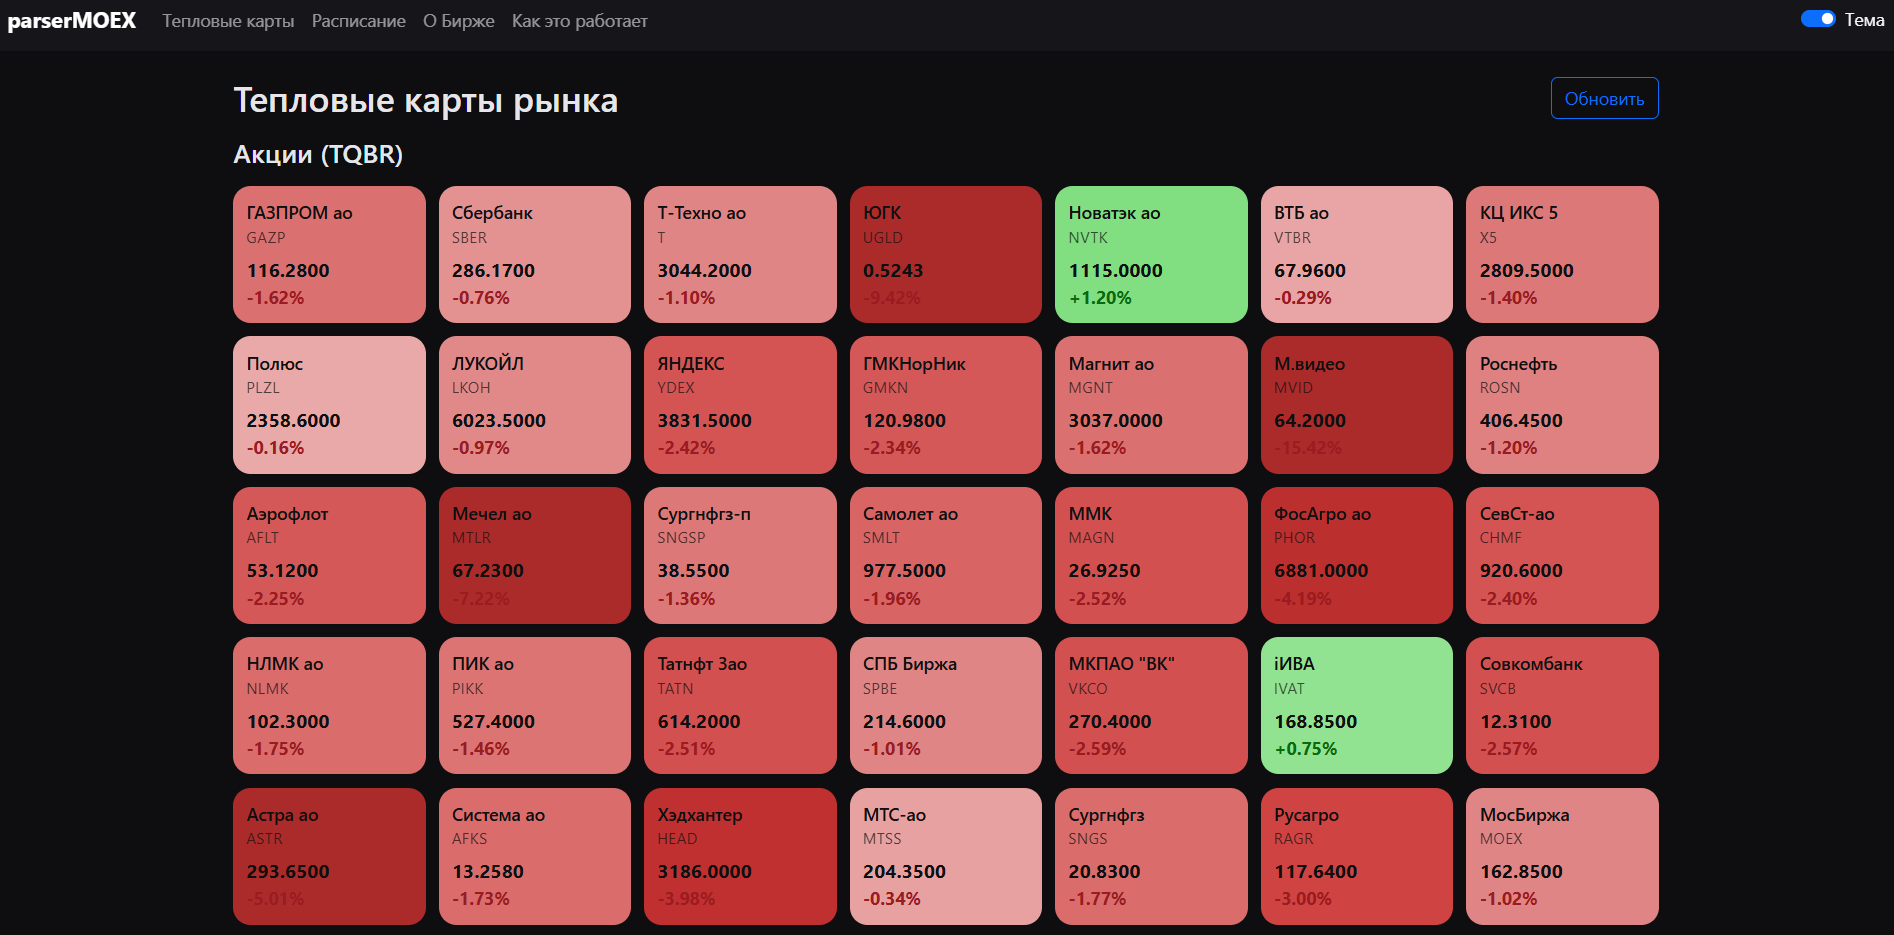 parserMOEX Тепловые карты Расписание О Бирже Как это работает Тема
Тепловые карты рынка Обновить
Акции (TQBR)
ГАЗПРОМ ао Сбербанк Т-Техно ао ЮГК Новатэк ао ВТБ ао КЦ ИКС 5
GAZP SBER T UGLD NVTK VTBR X5
116.2800 286.1700 3044.2000 0.5243 1115.0000 67.9600 2809.5000
-1.62% -0.76% -1.10% -9.42% +1.20% -0.29% -1.40%
Полюс ЛУКОЙЛ ЯНДЕКС ГМКНорНик Магнит ао М.видео Роснефть
PLZL LKOH YDEX GMKN MGNT MVID ROSN
2358.6000 6023.5000 3831.5000 120.9800 3037.0000 64.2000 406.4500
-0.16% -0.97% -2.42% -2.34% -1.62% -15.42% -1.20%
Аэрофлот Мечел ао Сургнфгз-п Самолет ао ММК ФосАгро ао СевСт-ао
AFLT MTLR SNGSP SMLT MAGN PHOR CHMF
53.1200 67.2300 38.5500 977.5000 26.9250 6881.0000 920.6000
-2.25% -7.22% -1.36% -1.96% -2.52% -4.19% -2.40%
НЛМК ао ПИК ао Татнфт 3ао СПБ Биржа МКПАО "ВК" iИВА Совкомбанк
NLMK PIKK TATN SPBE VKCO IVAT SVCB
102.3000 527.4000 614.2000 214.6000 270.4000 168.8500 12.3100
-1.75% -1.46% -2.51% -1.01% -2.59% +0.75% -2.57%
Астра ао Система ао Хэдхантер МТС-ао Сургнфгз Русагро МосБиржа
ASTR AFKS HEAD MTSS SNGS RAGR MOEX
293.6500 13.2580 3186.0000 204.3500 20.8300 117.6400 162.8500
-5.01% -1.73% -3.98% -0.34% -1.77% -3.00% -1.02%